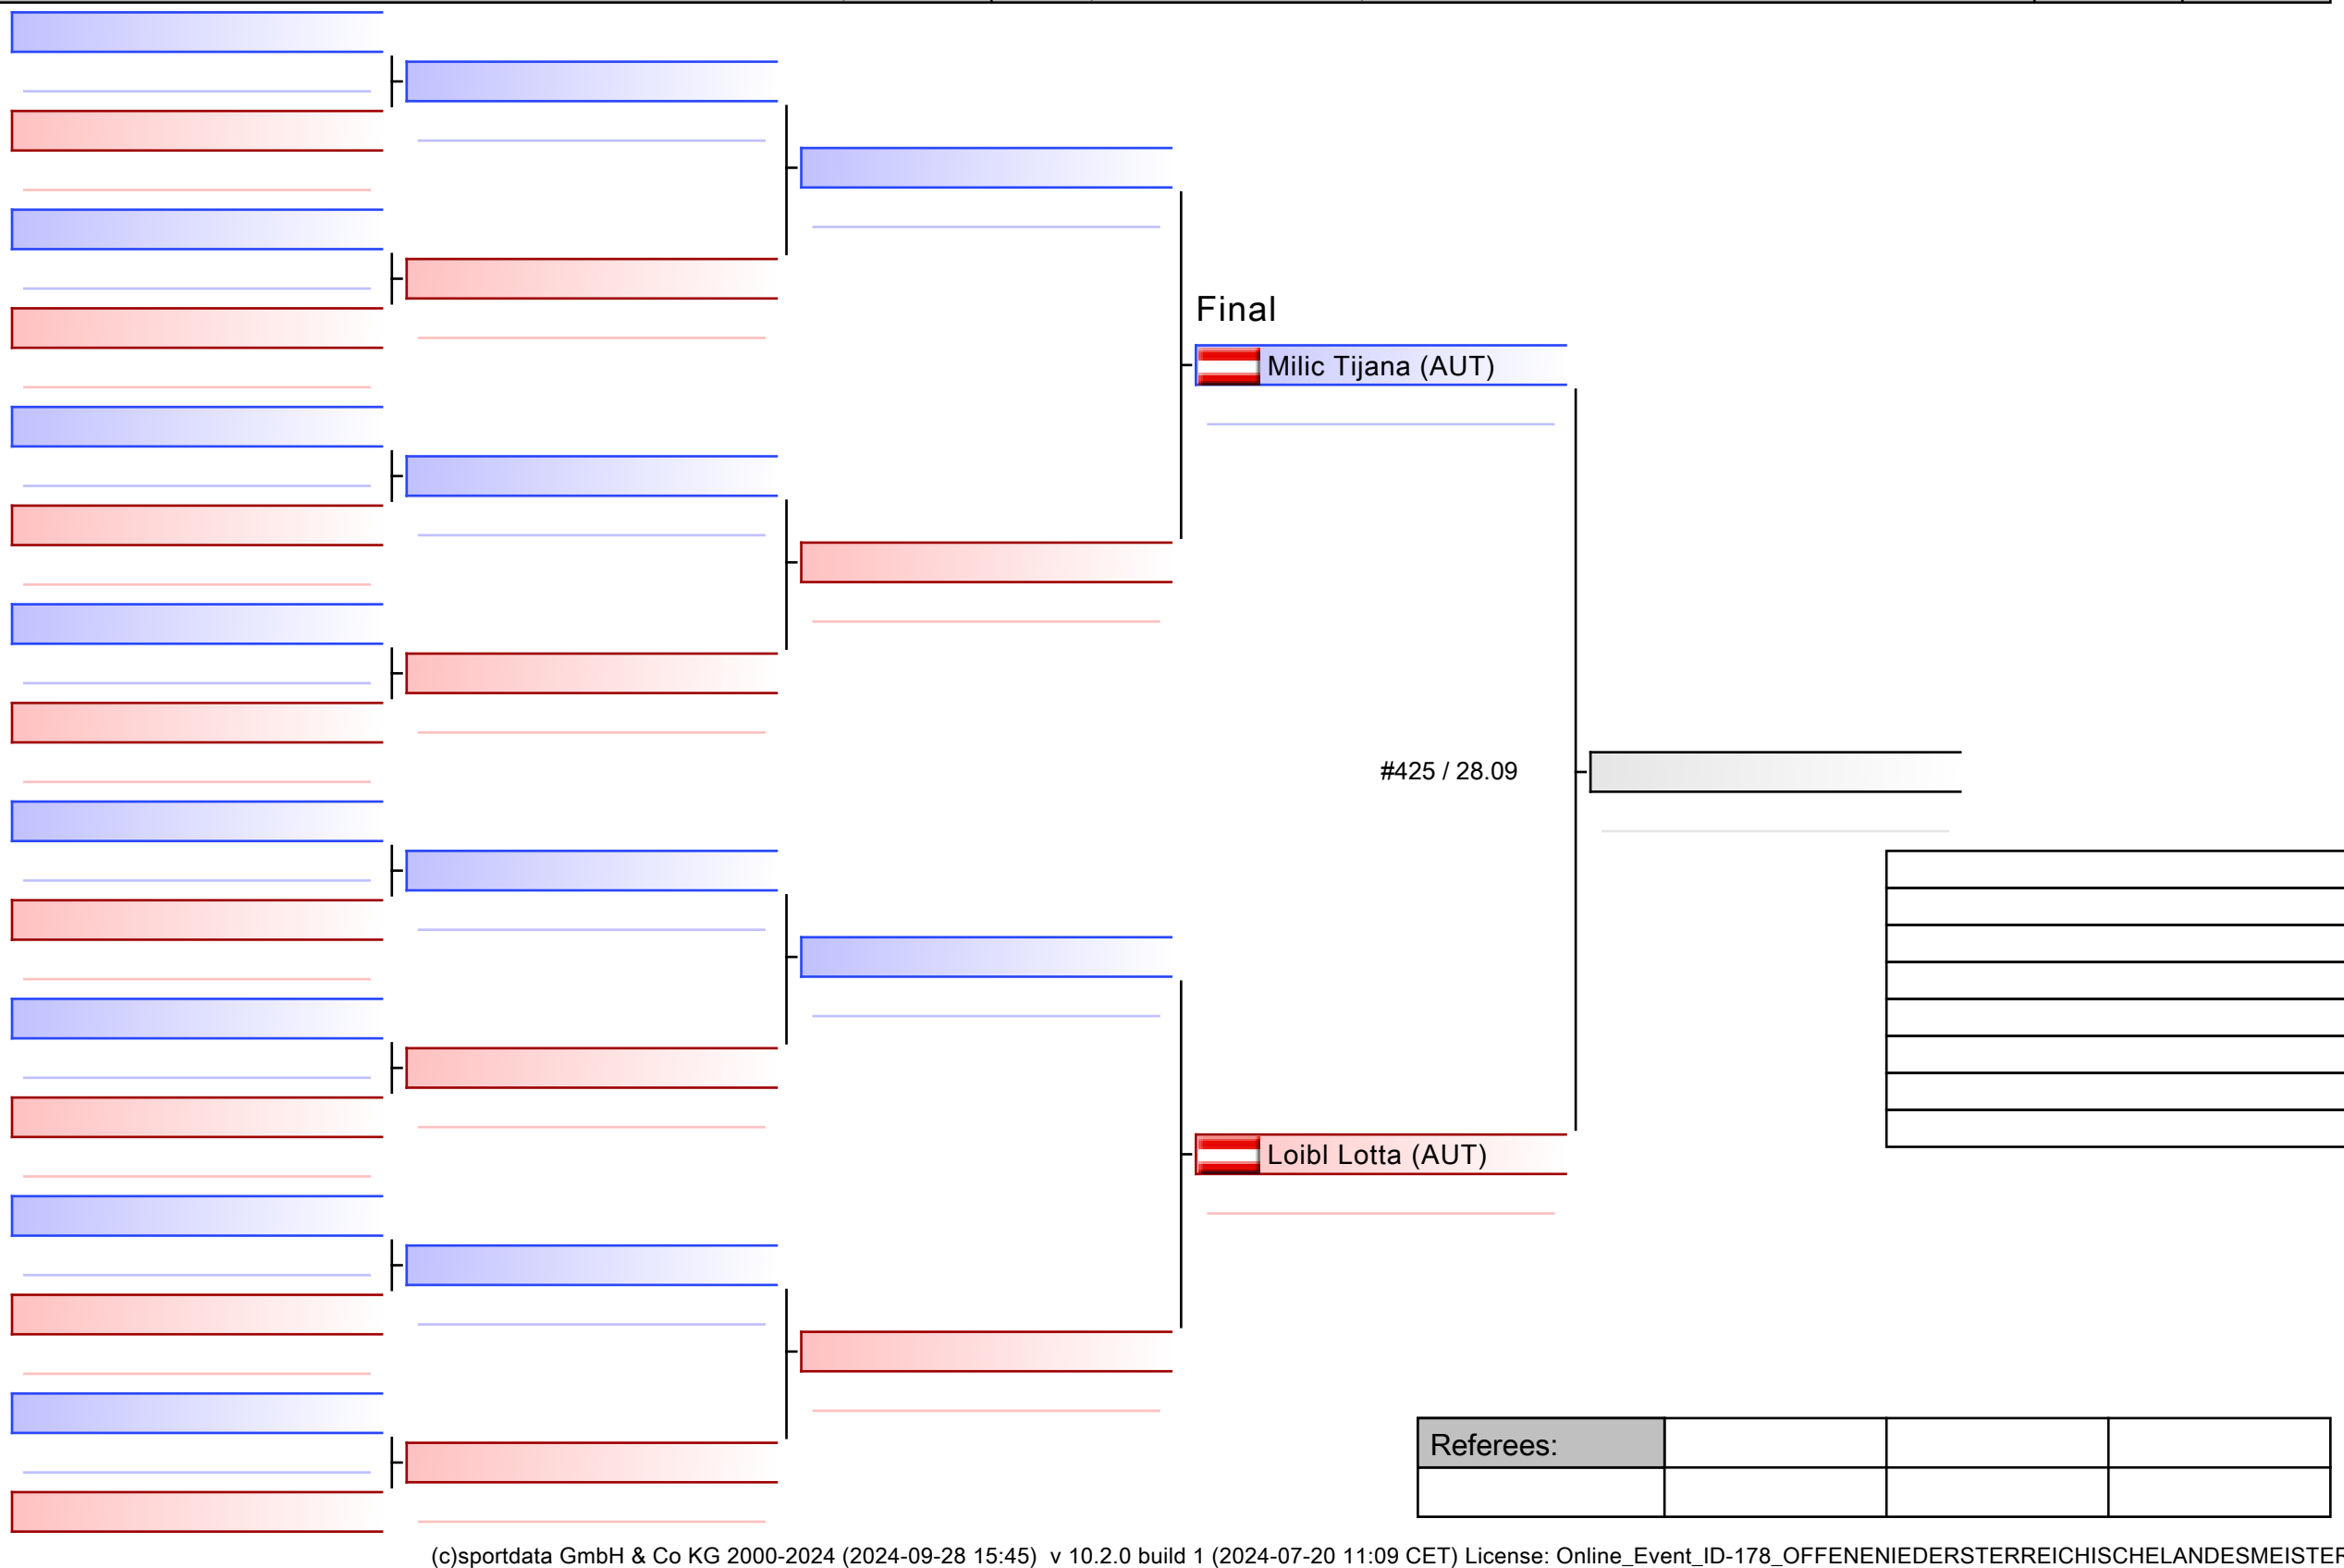 Final
Milic Tijana (AUT)
#425 / 28.09
Loibl Lotta (AUT)
Referees:
(c)sportdata GmbH & Co KG 2000-2024 (2024-09-28 15:45)  v 10.2.0 build 1 (2024-07-20 11:09 CET) License: Online_Event_ID-178_OFFENENIEDERSTERREICHISCHELANDESMEISTER